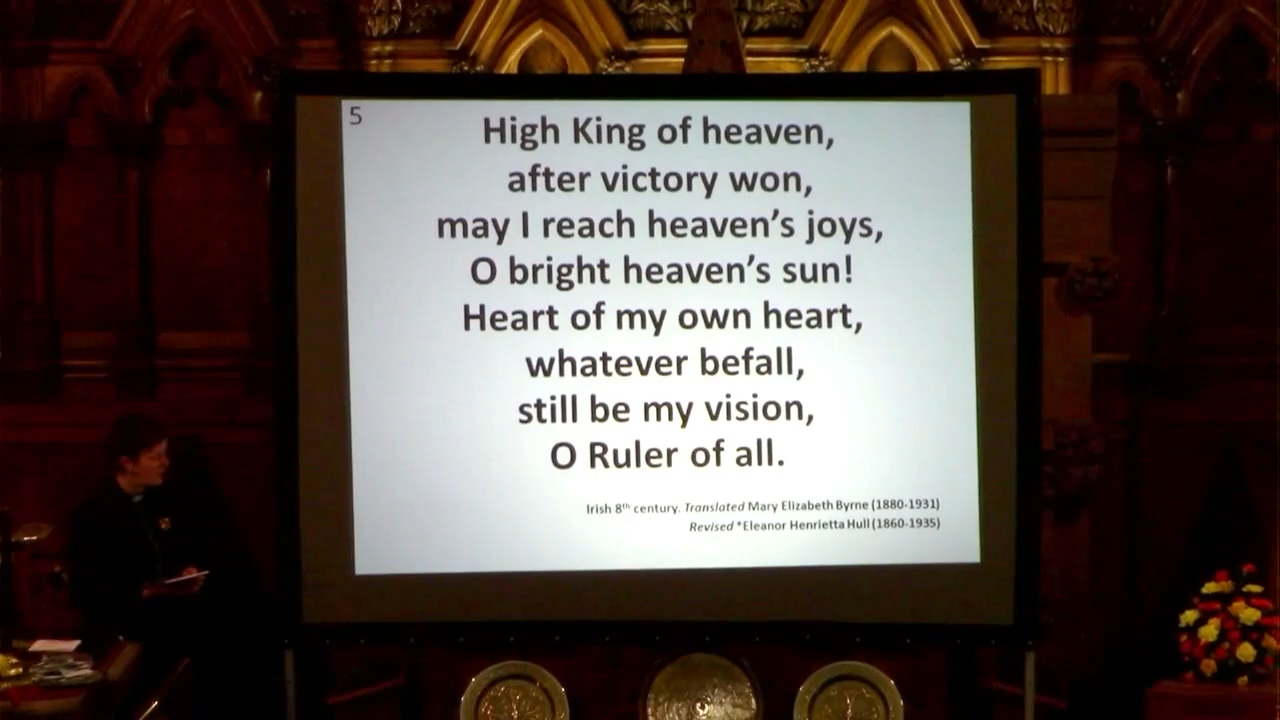 5
High King of heaven,
after victory won,
may I reach heaven's joys,
O bright heaven's sun!
Heart of my own heart,
whatever befall,
still be my vision,
O Ruler of all.
Irish 8th century. Translated Mary Elizabeth Byrne (1880-1931)
Revised *Eleanor Henrietta Hull (1860-1935)